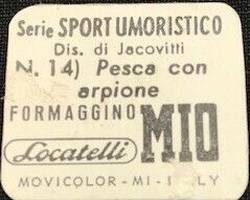 Serie SPORT UMORISTICO
Dis. di Jacovitti
N. 14) Pesca con
arpione
FORMAGGINO MIO
Locatelli
MOVICOLOR - MI - ITALY